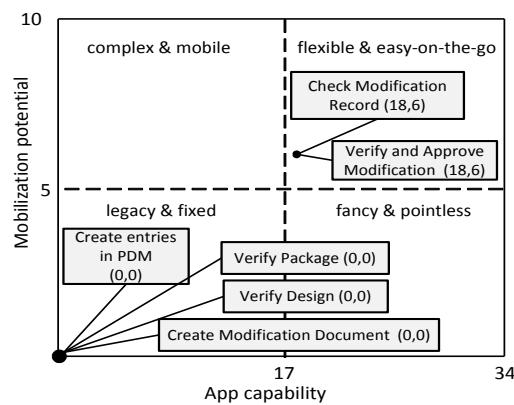 10
complex & mobile
flexible & easy-on-the-go
Check Modification
Record (18,6)
Verify and Approve
Modification (18,6)
Mobilization potential
5
legacy & fixed
fancy & pointless
Create entries
in PDM
(0,0)
Verify Package (0,0)
Verify Design (0,0)
Create Modification Document (0,0)
17
34
App capability